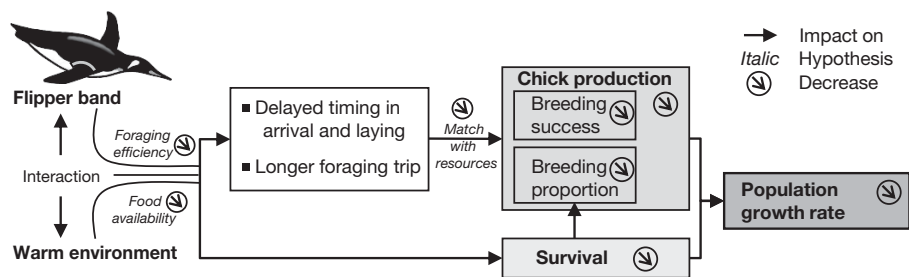 Flipper band
Foraging
efficiency
Interaction
Food
availability
Warm environment
■ Delayed timing in
arrival and laying
■ Longer foraging trip
Match
with
resources
Chick production
Breeding
success
Breeding
proportion
Survival
Population
growth rate
Impact on
Italic Hypothesis
Decrease